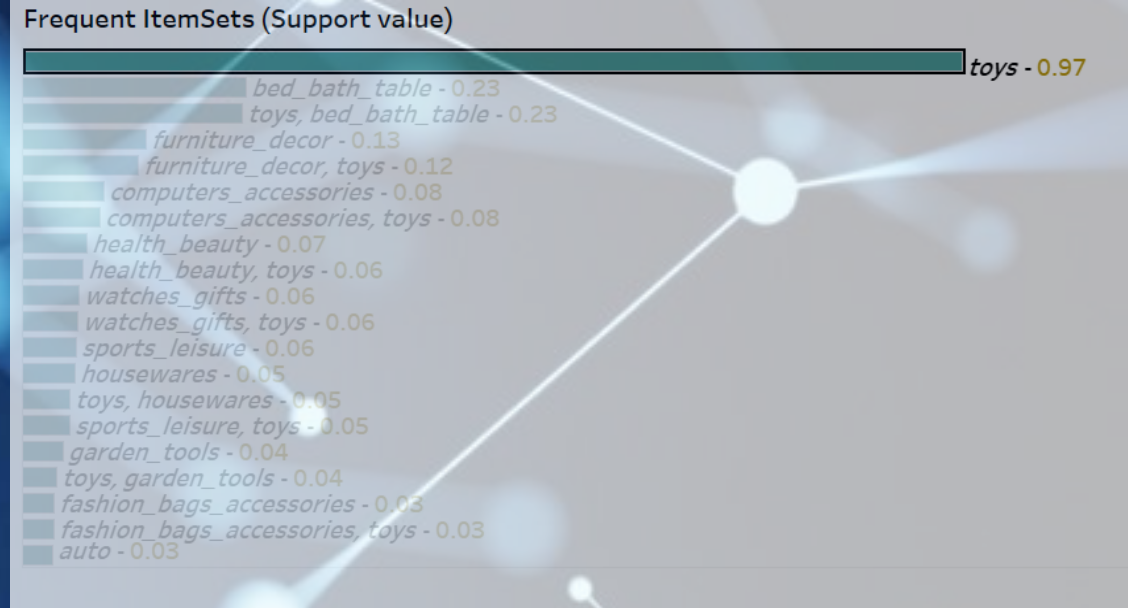 Frequent ItemSets (Support value)
toys - 0.97
bed_bath_table - 0.23
toys, bed_bath_table - 0.23
furniture_decor - 0.13
furniture_decor, toys - 0.12
computers_accessories - 0.08
computers_accessories, toys - 0.08
health_beauty - 0.07
health_beauty, toys - 0.06
watches_gifts - 0.06
watches_gifts, toys - 0.06
sports_leisure - 0.06
housewares - 0.05
toys, housewares - 0.05
sports_leisure, toys - 0.05
garden_tools - 0.04
toys, garden_tools - 0.04
fashion_bags_accessories - 0.03
fashion_bags_accessories, toys - 0.03
auto - 0.03